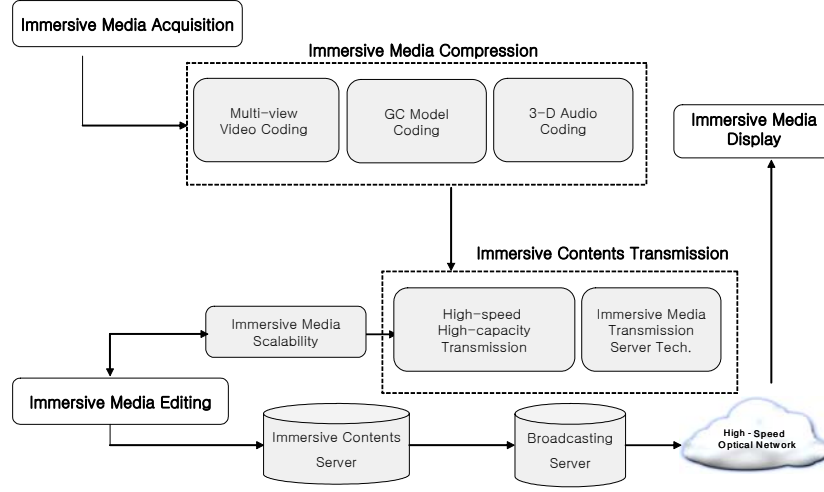 Immersive Media Acquisition
Immersive Media Compression
Multi-view
Video Coding
GC Model
Coding
3-D Audio
Coding
Immersive Media
Display
Immersive Contents Transmission
Immersive Media
Scalability
High-speed
High-capacity
Transmission
Immersive Media
Transmission
Server Tech.
Immersive Media Editing
Immersive Contents
Server
Broadcasting
Server
High - Speed
Optical Network